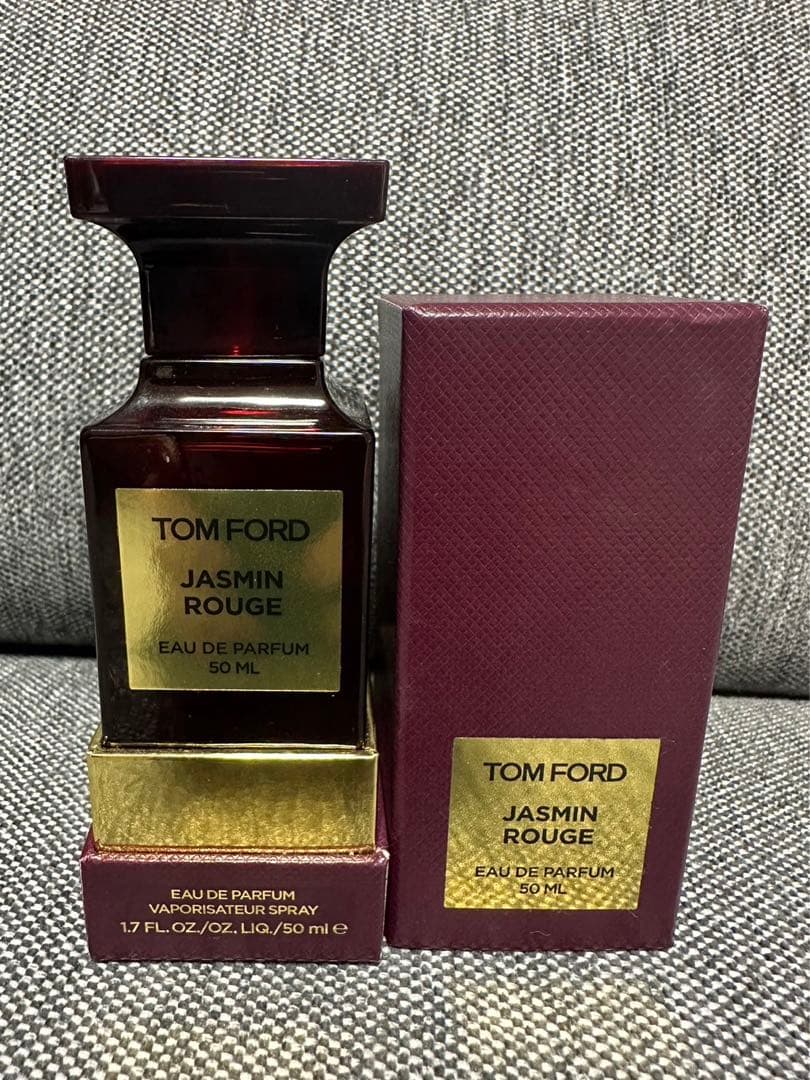 TOM FORD
JASMIN
ROUGE
EAU DE PARFUM
50 ML
EAU DE PARFUM
VAPORISATEUR SPRAY
1.7 FL. OZ./OZ. LIQ./50 ml ℮
TOM FORD
JASMIN
ROUGE
EAU DE PARFUM
50 ML